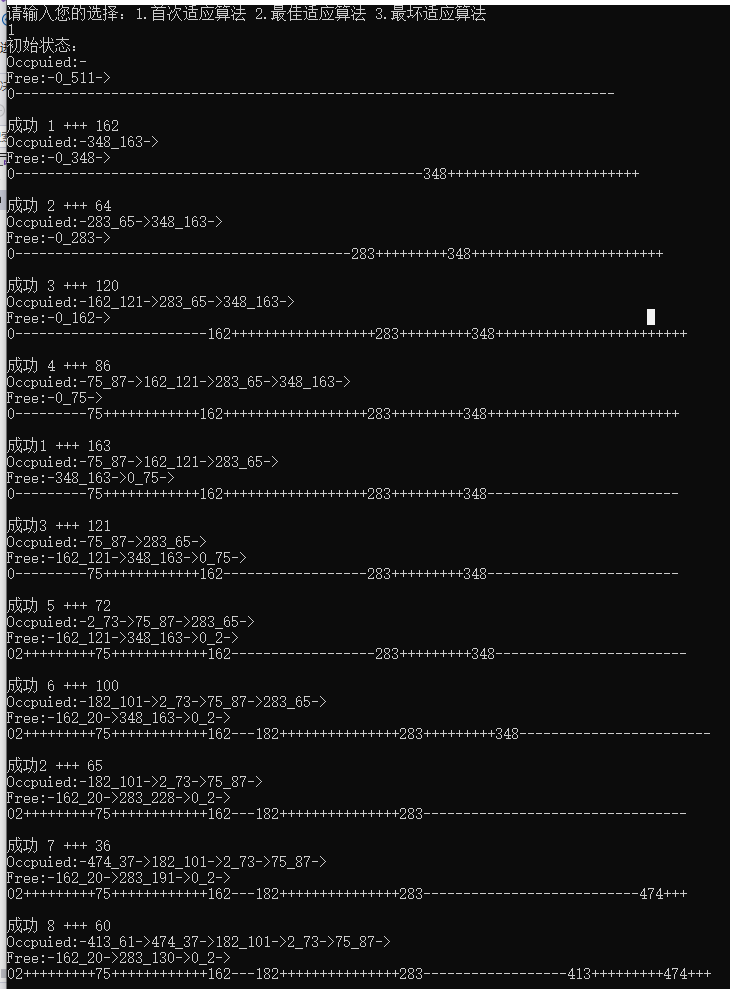 请输入您的选择: 1.首次适应算法 2.最佳适应算法 3.最坏适应算法
1
初始状态:
Occpuied:-
Free:-0_511->
0---------------------------------------------------------------------------
成功 1 +++ 162
Occpuied:-348_163->
Free:-0_348->
0---------------------------------------------------348++++++++++++++++++++++++
成功 2 +++ 64
Occpuied:-283_65->348_163->
Free:-0_283->
0------------------------------------------283+++++++++348++++++++++++++++++++++++
成功 3 +++ 120
Occpuied:-162_121->283_65->348_163->
Free:-0_162->
0------------------------162++++++++++++++++++283+++++++++348++++++++++++++++++++++++
成功 4 +++ 86
Occpuied:-75_87->162_121->283_65->348_163->
Free:-0_75->
0---------75++++++++++++162++++++++++++++++++283+++++++++348++++++++++++++++++++++++
成功1 +++ 163
Occpuied:-75_87->162_121->283_65->
Free:-348_163->0_75->
0---------75++++++++++++162++++++++++++++++++283+++++++++348------------------------
成功3 +++ 121
Occpuied:-75_87->283_65->
Free:-162_121->348_163->0_75->
0---------75++++++++++++162------------------283+++++++++348------------------------
成功 5 +++ 72
Occpuied:-2_73->75_87->283_65->
Free:-162_121->348_163->0_2->
02+++++++++75++++++++++++162------------------283+++++++++348------------------------
成功 6 +++ 100
Occpuied:-182_101->2_73->75_87->283_65->
Free:-162_20->348_163->0_2->
02+++++++++75++++++++++++162---182+++++++++++++++283+++++++++348------------------------
成功2 +++ 65
Occpuied:-182_101->2_73->75_87->
Free:-162_20->283_228->0_2->
02+++++++++75++++++++++++162---182+++++++++++++++283---------------------------------
成功 7 +++ 36
Occpuied:-474_37->182_101->2_73->75_87->
Free:-162_20->283_191->0_2->
02+++++++++75++++++++++++162---182+++++++++++++++283---------------------------474+++
成功 8 +++ 60
Occpuied:-413_61->474_37->182_101->2_73->75_87->
Free:-162_20->283_130->0_2->
02+++++++++75++++++++++++162---182+++++++++++++++283------------------413+++++++++474+++